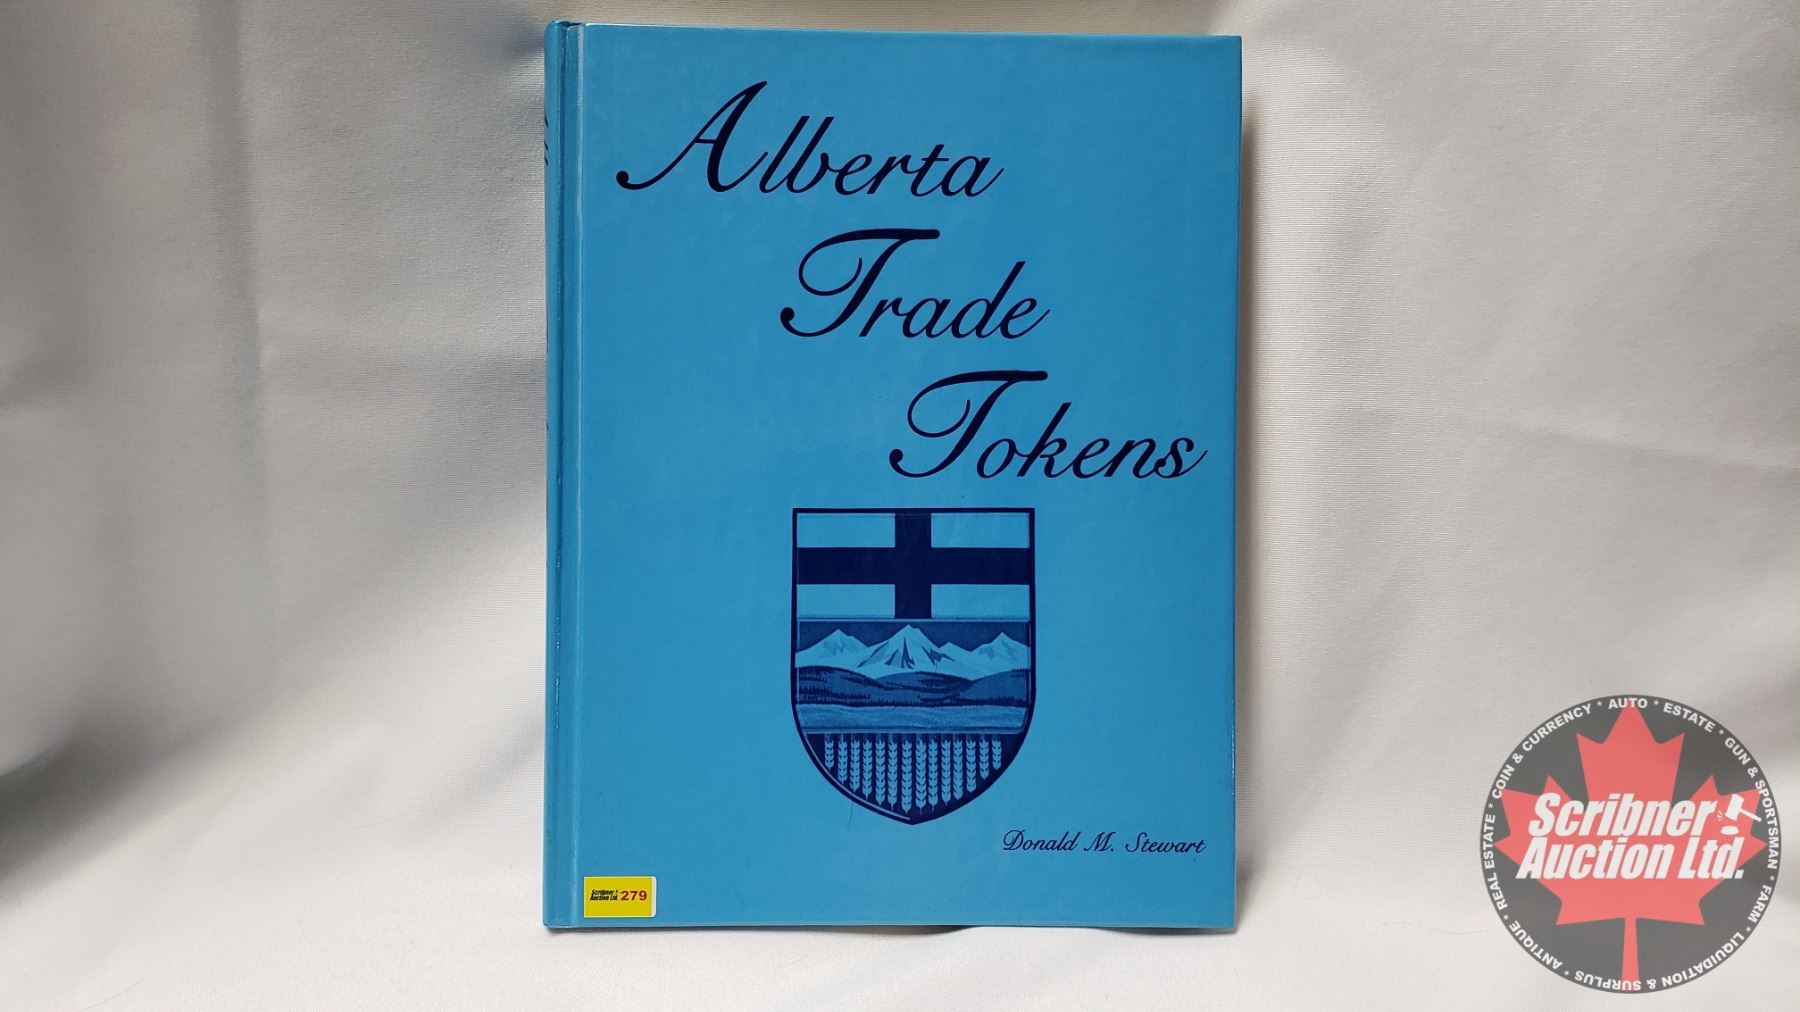 Alberta
Trade
Tokens
Donald M. Stewart
Scribner
Auction Ltd. 279
Scribner
Auction Ltd.
ANTIQUE * REAL ESTATE * COIN & CURRENCY * AUTO * ESTATE * GUN & SPORTSMAN * FARM * LIQUIDATION & SURPLUS *